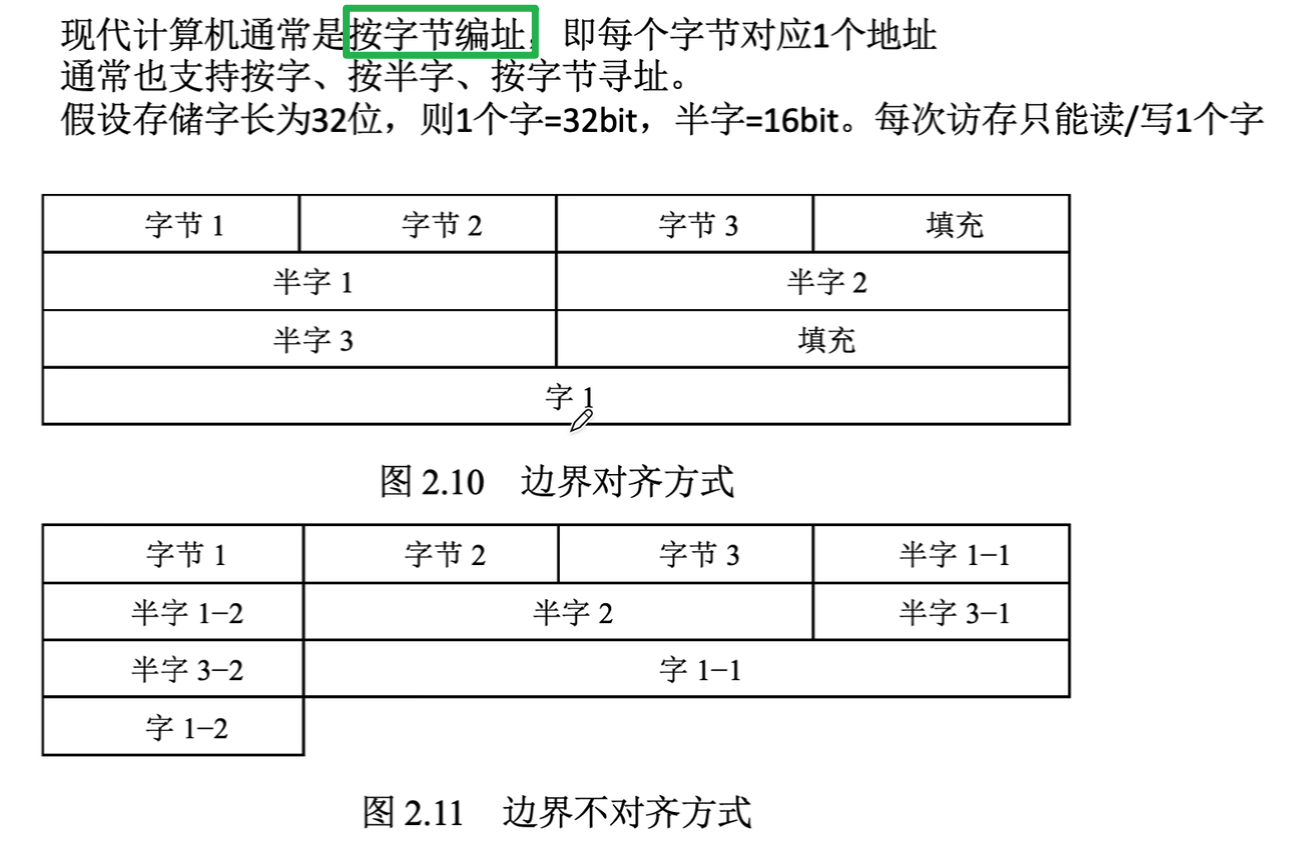 现代计算机通常是按字节编址，即每个字节对应1个地址
通常也支持按字、按半字、按字节寻址。
假设存储字长为32位，则1个字=32bit，半字=16bit。每次访存只能读/写1个字
字节 1 字节 2 字节 3 填充
半字 1 半字 2
半字 3 填充
字 1
图 2.10 边界对齐方式
字节 1 字节 2 字节 3 半字 1−1
半字 1−2 半字 2 半字 3−1
半字 3−2 字 1−1
字 1−2
图 2.11 边界不对齐方式